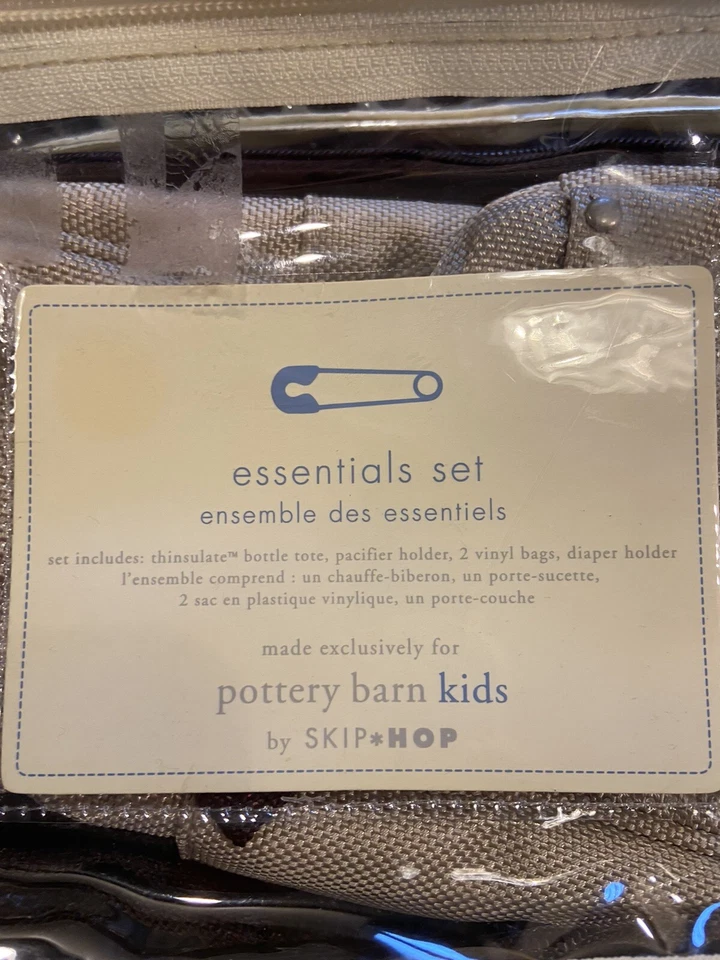 essentials set
ensemble des essentiels
set includes: thinsulate™ bottle tote, pacifier holder, 2 vinyl bags, diaper holder
l'ensemble comprend : un chauffe-biberon, un porte-sucette,
2 sac en plastique vinylique, un porte-couche
made exclusively for
pottery barn kids
by SKIP*HOP